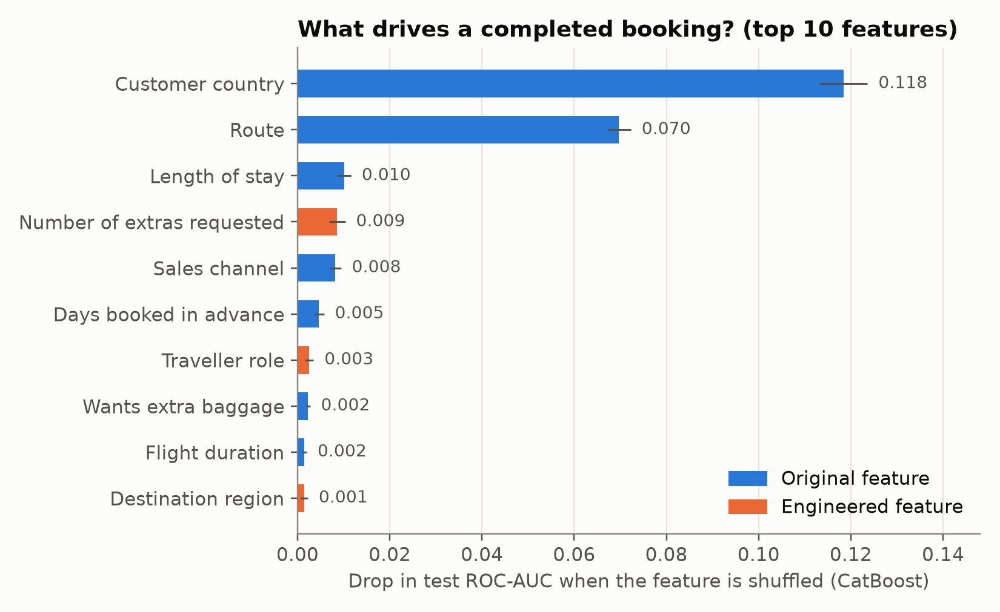 What drives a completed booking? (top 10 features)
Customer country 0.118
Route 0.070
Length of stay 0.010
Number of extras requested 0.009
Sales channel 0.008
Days booked in advance 0.005
Traveller role 0.003
Wants extra baggage 0.002
Flight duration 0.002
Destination region 0.001
Original feature
Engineered feature
0.00 0.02 0.04 0.06 0.08 0.10 0.12 0.14
Drop in test ROC-AUC when the feature is shuffled (CatBoost)